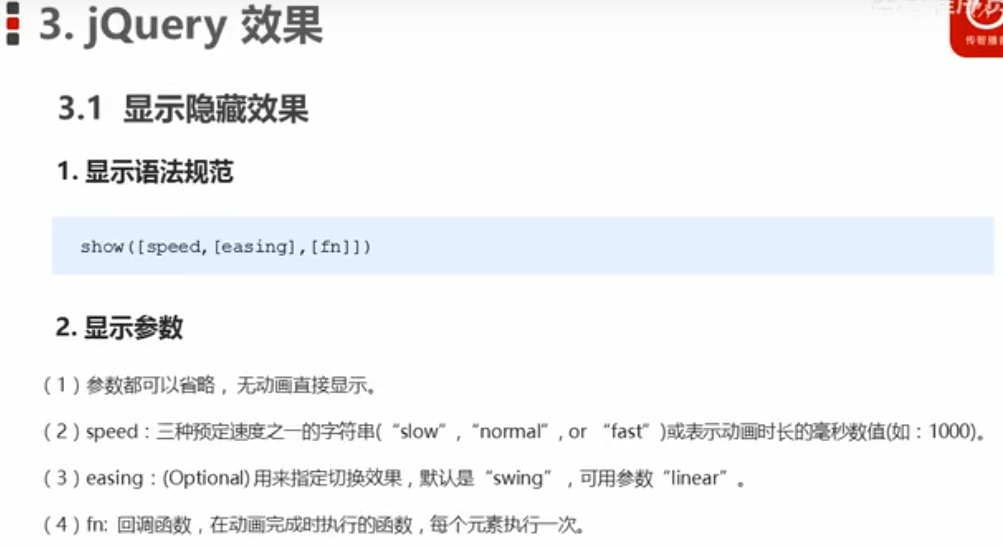 3. jQuery 效果
3.1 显示隐藏效果
1. 显示语法规范
show([speed,[easing],[fn]])
2. 显示参数
(1)参数都可以省略,无动画直接显示。
(2)speed:三种预定速度之一的字符串(“slow”,“normal”, or “fast”)或表示动画时长的毫秒数值(如:1000)。
(3)easing:(Optional) 用来指定切换效果,默认是“swing”,可用参数“linear”。
(4)fn: 回调函数,在动画完成时执行的函数,每个元素执行一次。